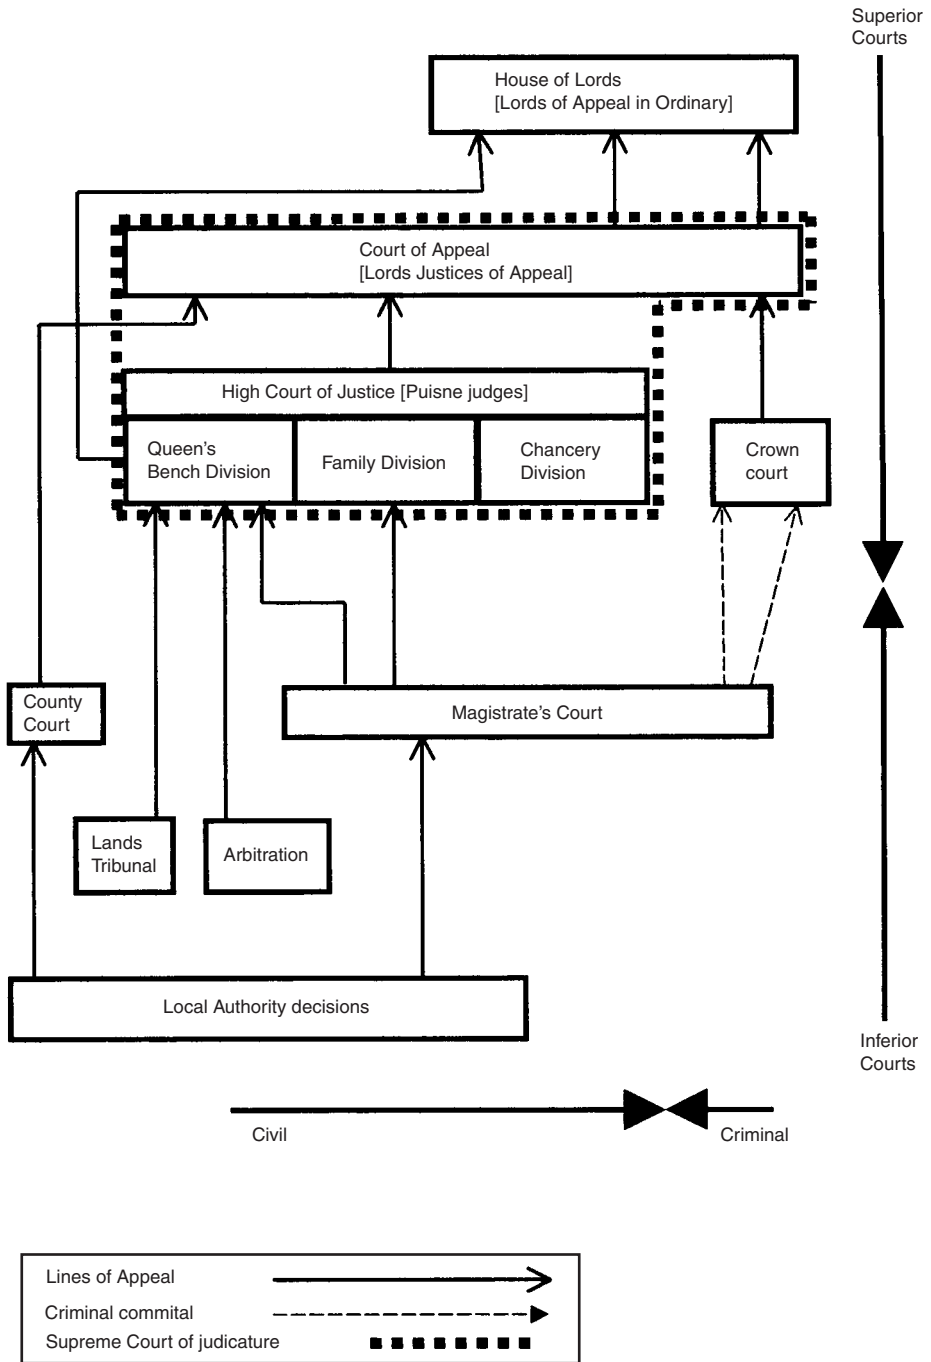 Superior
Courts
House of Lords
[Lords of Appeal in Ordinary]
Court of Appeal
[Lords Justices of Appeal]
High Court of Justice [Puisne judges]
Queen's
Bench Division
Family Division
Chancery
Division
Crown
court
County
Court
Magistrate's Court
Lands
Tribunal
Arbitration
Local Authority decisions
Inferior
Courts
Civil
Criminal
Lines of Appeal
Criminal commital
Supreme Court of judicature